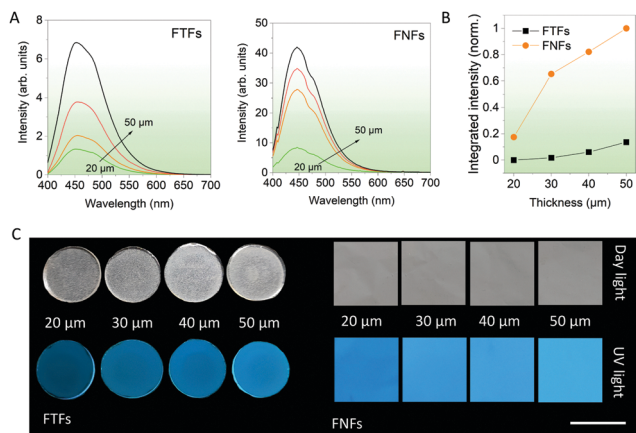 A
Intensity (arb. units)
8
6
4
2
0
FTFs
50 μm
20 μm
400 450 500 550 600 650 700
Wavelength (nm)
Intensity (arb. units)
50
40
30
20
10
0
FNFs
50 μm
20 μm
400 450 500 550 600 650 700
Wavelength (nm)
B
Integrated intensity (norm.)
1
0.8
0.6
0.4
0.2
0
FTFs
FNFs
20 30 40 50
Thickness (μm)
C
20 μm 30 μm 40 μm 50 μm
FTFs
Day light
20 μm 30 μm 40 μm 50 μm
UV light
FNFs